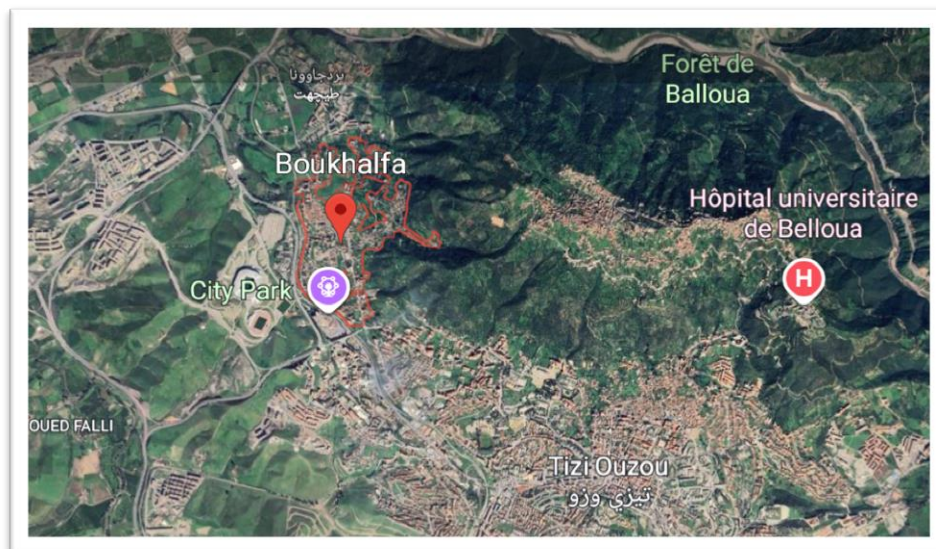 Forêt de
Balloua
بردجاوونا
طيجهت
Boukhalfa
Hôpital universitaire
de Belloua
H
City Park
OUED FALLI
Tizi Ouzou
تيزي وزو